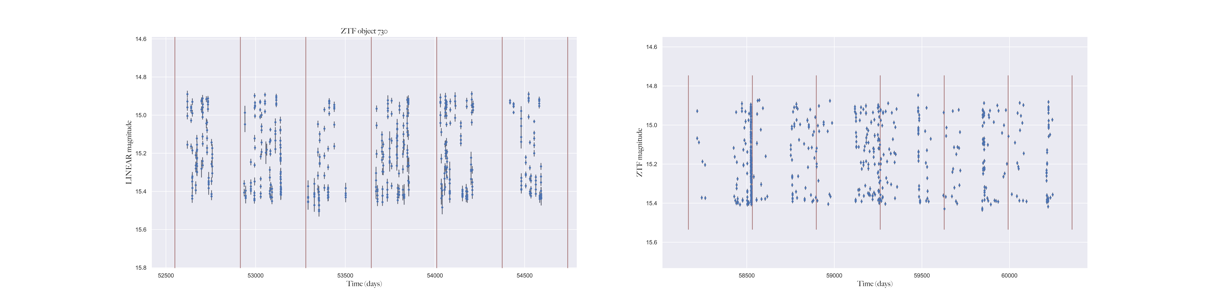 ZTF object 730
14.6
14.8
15.0
15.2
15.4
15.6
15.8
LINEAR magnitude
52500 53000 53500 54000 54500
Time (days)
14.6
14.8
15.0
15.2
15.4
15.6
ZTF magnitude
58500 59000 59500 60000
Time (days)